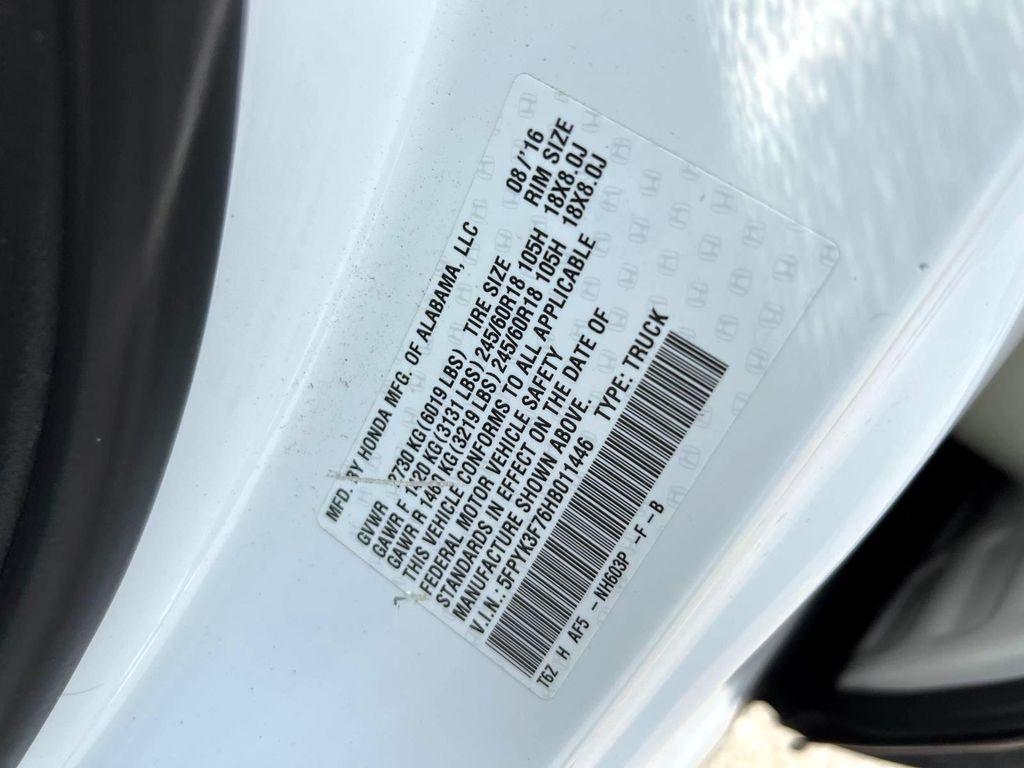 MFD. BY HONDA MFG. OF ALABAMA, LLC 08/'16
GVWR 2730 KG(6019 LBS) TIRE SIZE RIM SIZE
GAWR F 1420 KG(3131 LBS) 245/60R18 105H 18X8.0J
GAWR R 1460 KG(3219 LBS) 245/60R18 105H 18X8.0J
THIS VEHICLE CONFORMS TO ALL APPLICABLE
FEDERAL MOTOR VEHICLE SAFETY
STANDARDS IN EFFECT ON THE DATE OF
MANUFACTURE SHOWN ABOVE.
V.I.N.: 5FPYK3F76HB011446 TYPE: TRUCK
T6Z H AF5 -NH603P -F-B